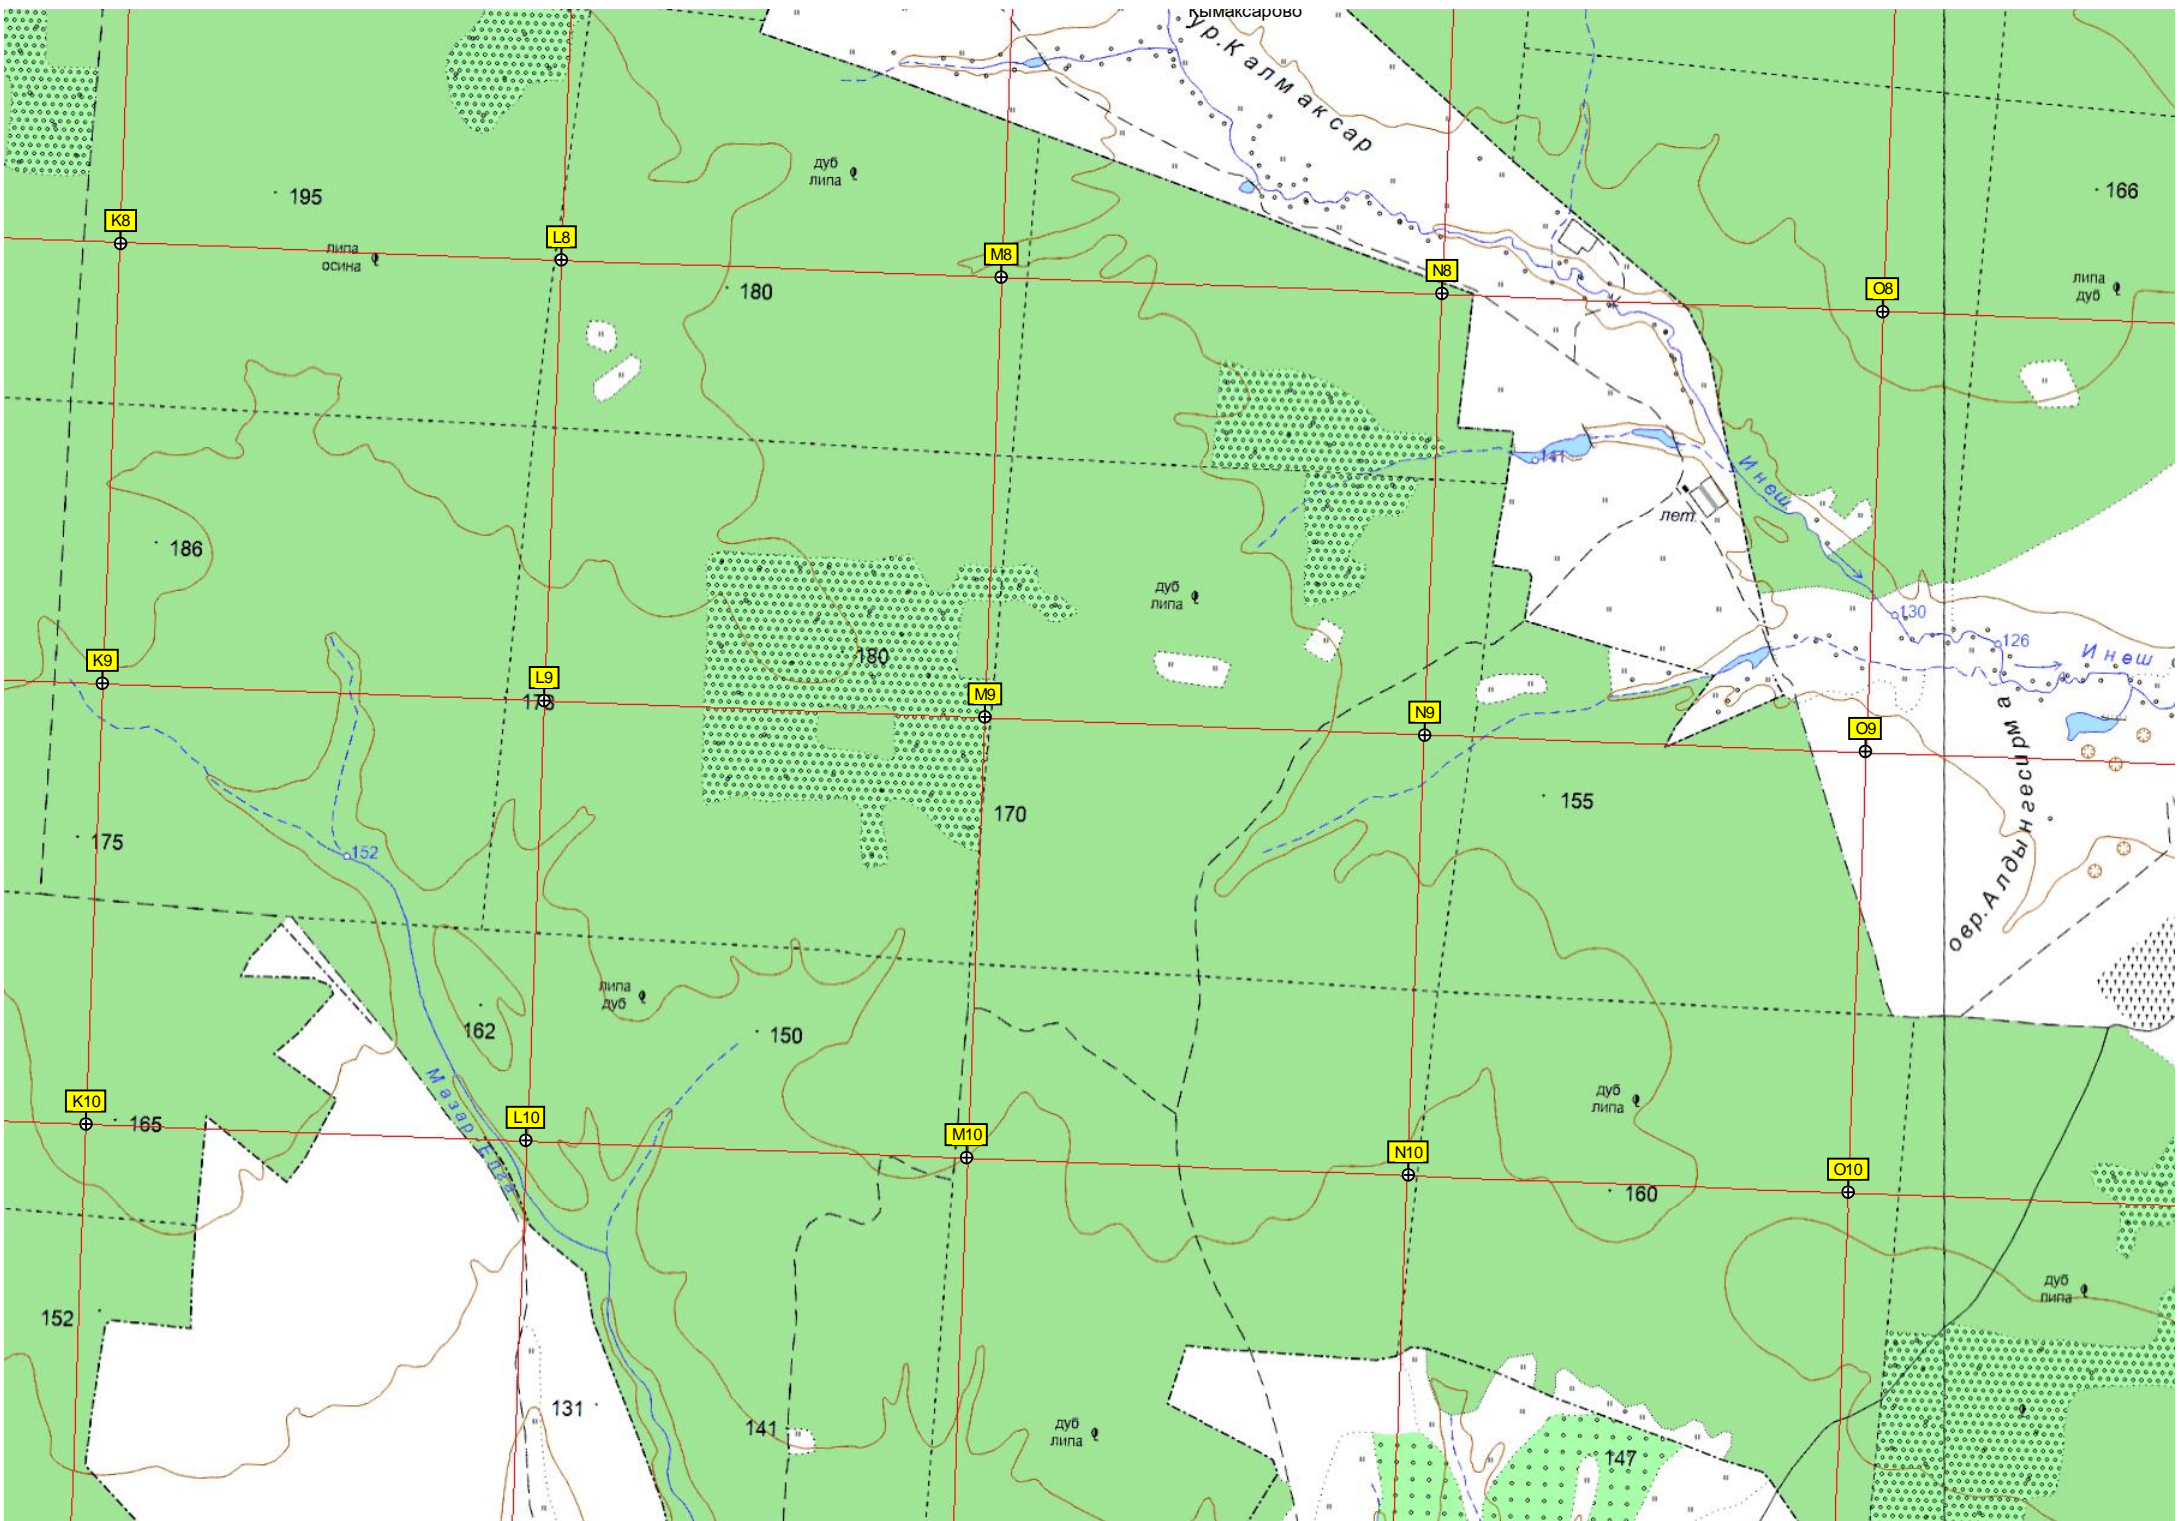 Кымаксарово
ур.Калмаксар
дуб
липа
195
166
K8
L8
M8
N8
O8
липа
осина
180
липа
дуб
141
Инеш
лет.
186
дуб
липа
130
126
Инеш
180
K9
L9
M9
N9
O9
178
овр.Алдынгесирма
175
152
170
155
липа
дуб
162
150
Мазар Елга
дуб
липа
K10
L10
M10
N10
O10
165
160
дуб
липа
152
131
141
дуб
липа
147